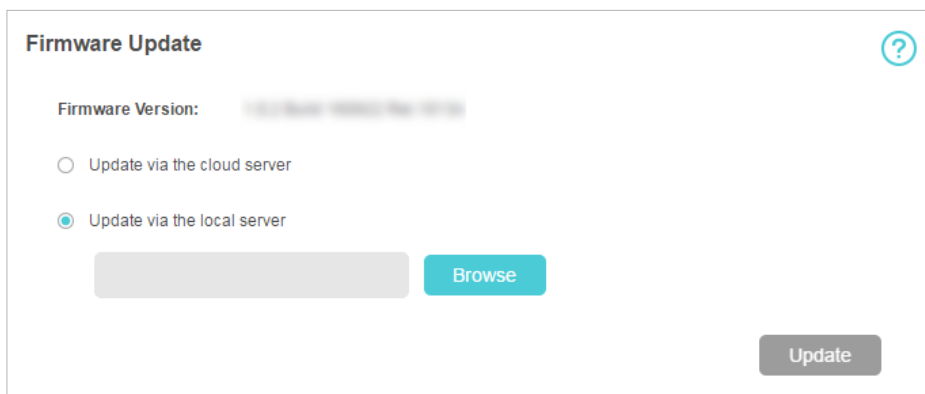 Firmware Update
?
Firmware Version:
Update via the cloud server
Update via the local server
Browse
Update